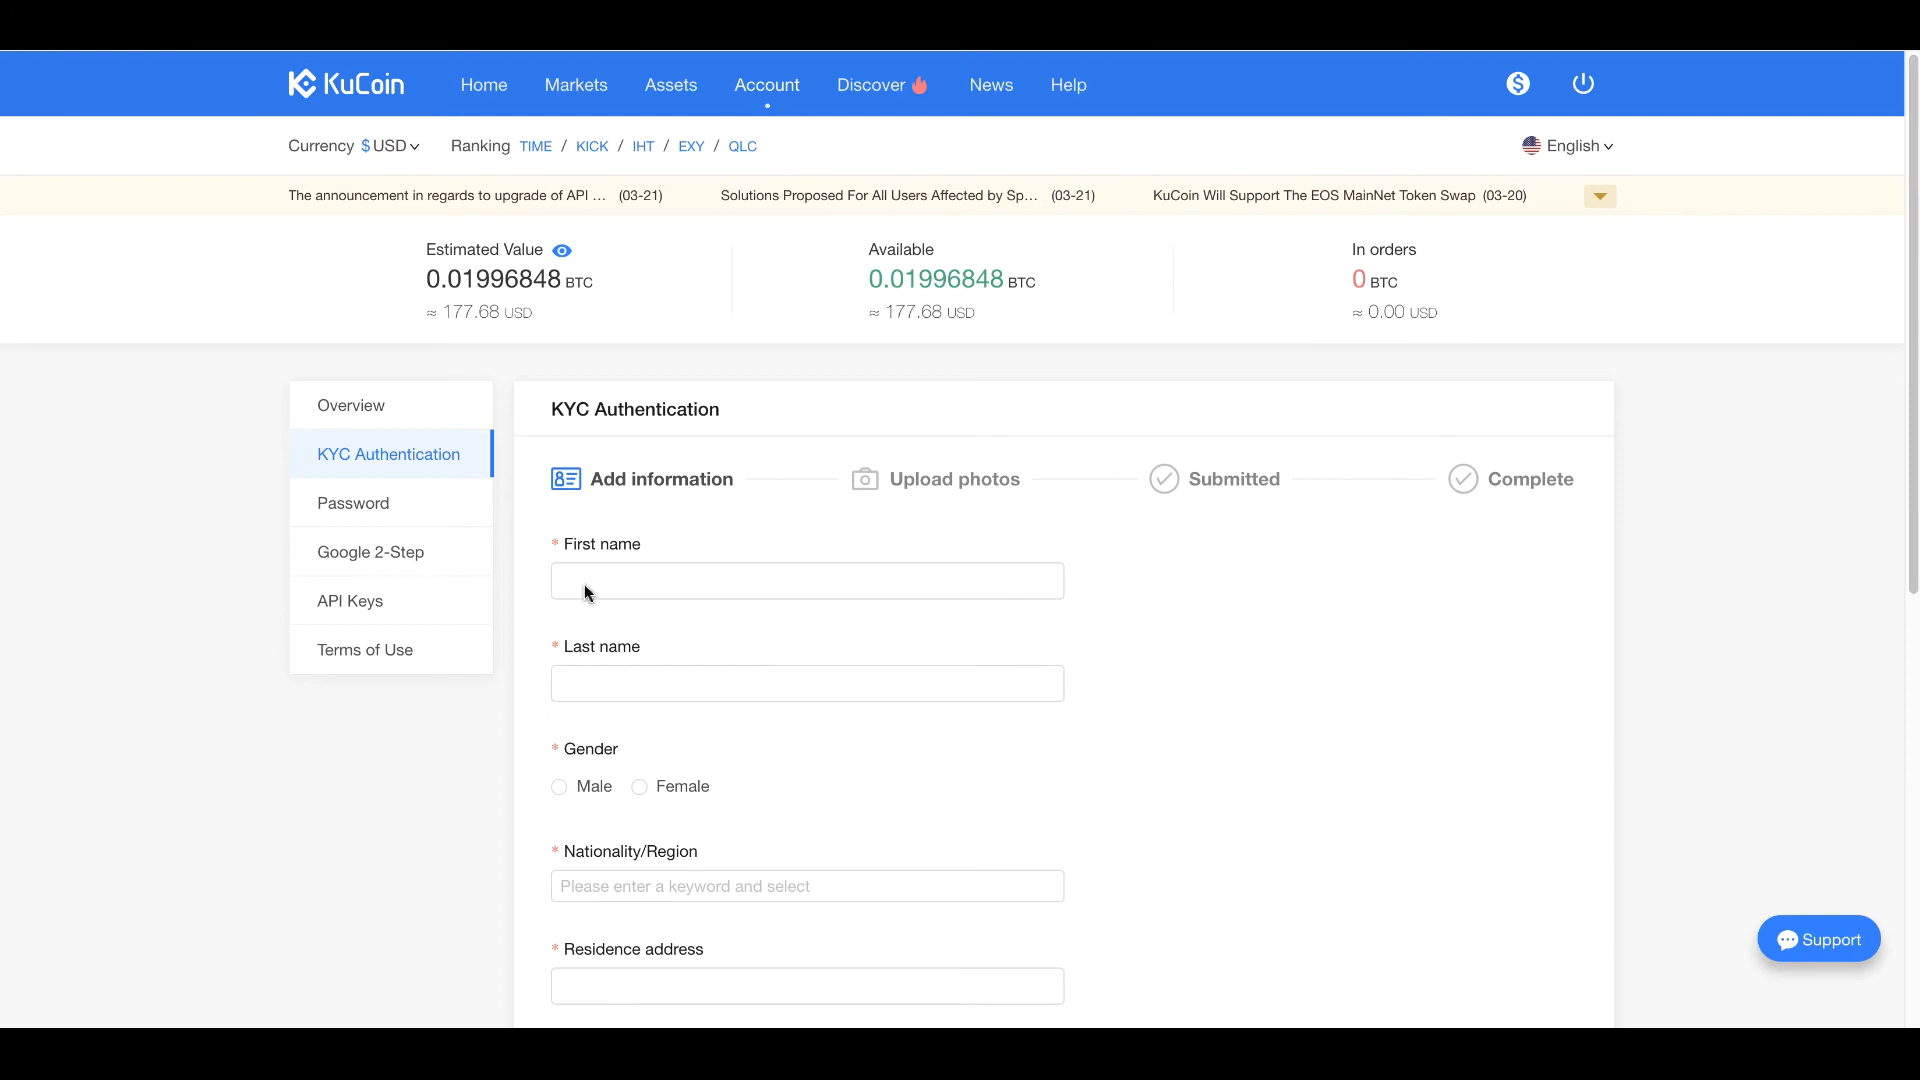 KuCoin Home Markets Assets Account Discover News Help
Currency $ USD Ranking TIME / KICK / IHT / EXY / QLC English
The announcement in regards to upgrade of API ... (03-21) Solutions Proposed For All Users Affected by Sp... (03-21) KuCoin Will Support The EOS MainNet Token Swap (03-20)
Estimated Value Available In orders
0.01996848 BTC 0.01996848 BTC 0 BTC
≈ 177.68 USD ≈ 177.68 USD ≈ 0.00 USD
Overview
KYC Authentication
Password
Google 2-Step
API Keys
Terms of Use
KYC Authentication
Add information Upload photos Submitted Complete
* First name
* Last name
* Gender
Male Female
* Nationality/Region
Please enter a keyword and select
* Residence address
Support